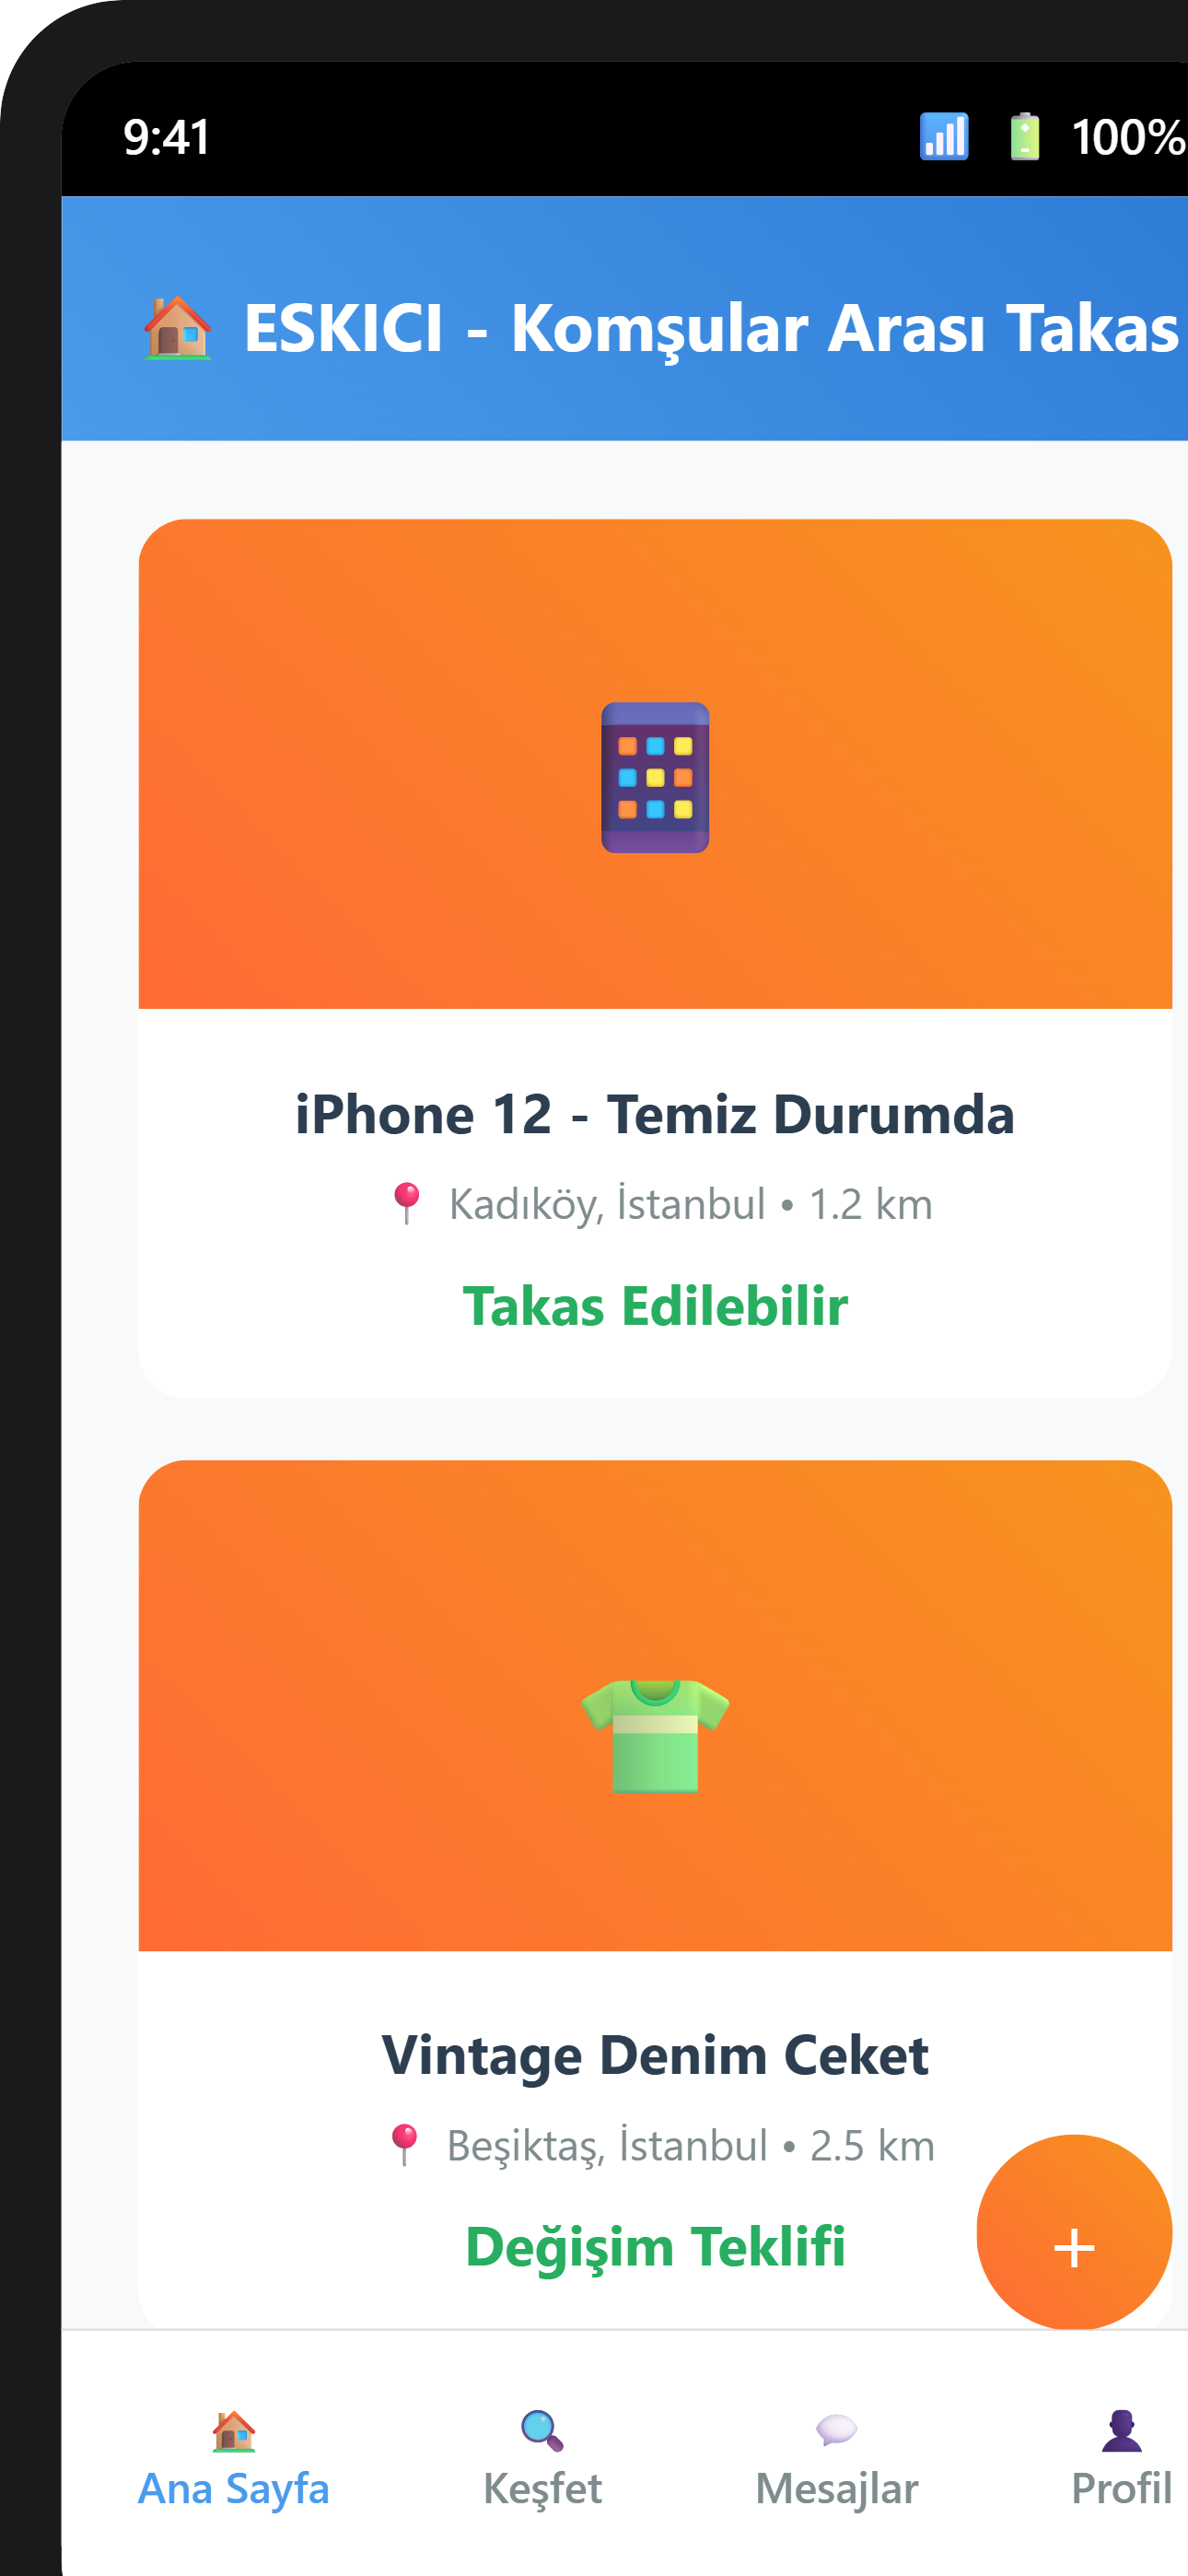 9:41 100%
ESKICI - Komşular Arası Takas
iPhone 12 - Temiz Durumda
Kadıköy, İstanbul • 1.2 km
Takas Edilebilir
Vintage Denim Ceket
Beşiktaş, İstanbul • 2.5 km
Değişim Teklifi
+
Ana Sayfa Keşfet Mesajlar Profil